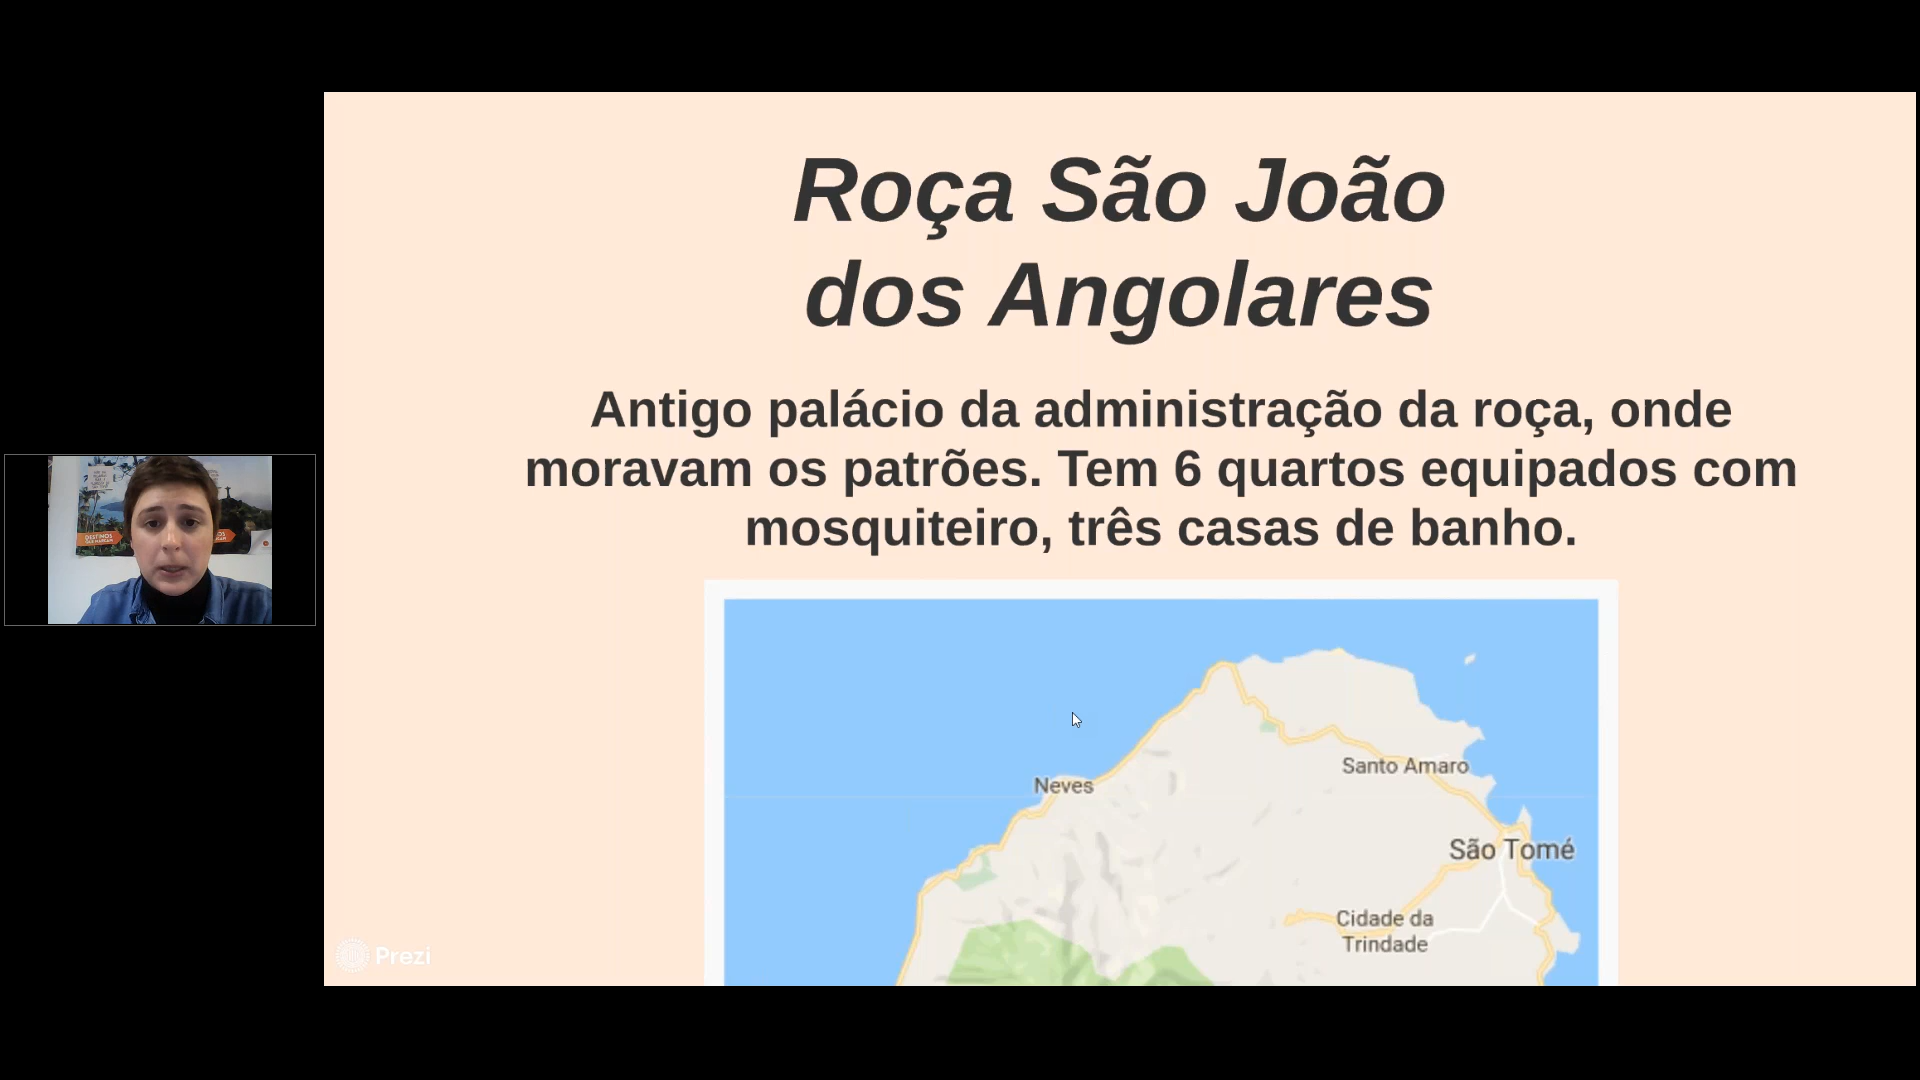 Roça São João
dos Angolares
Antigo palácio da administração da roça, onde
moravam os patrões. Tem 6 quartos equipados com
mosquiteiro, três casas de banho.
Neves
Santo Amaro
São Tomé
Cidade da
Trindade
Prezi
DESTINOS